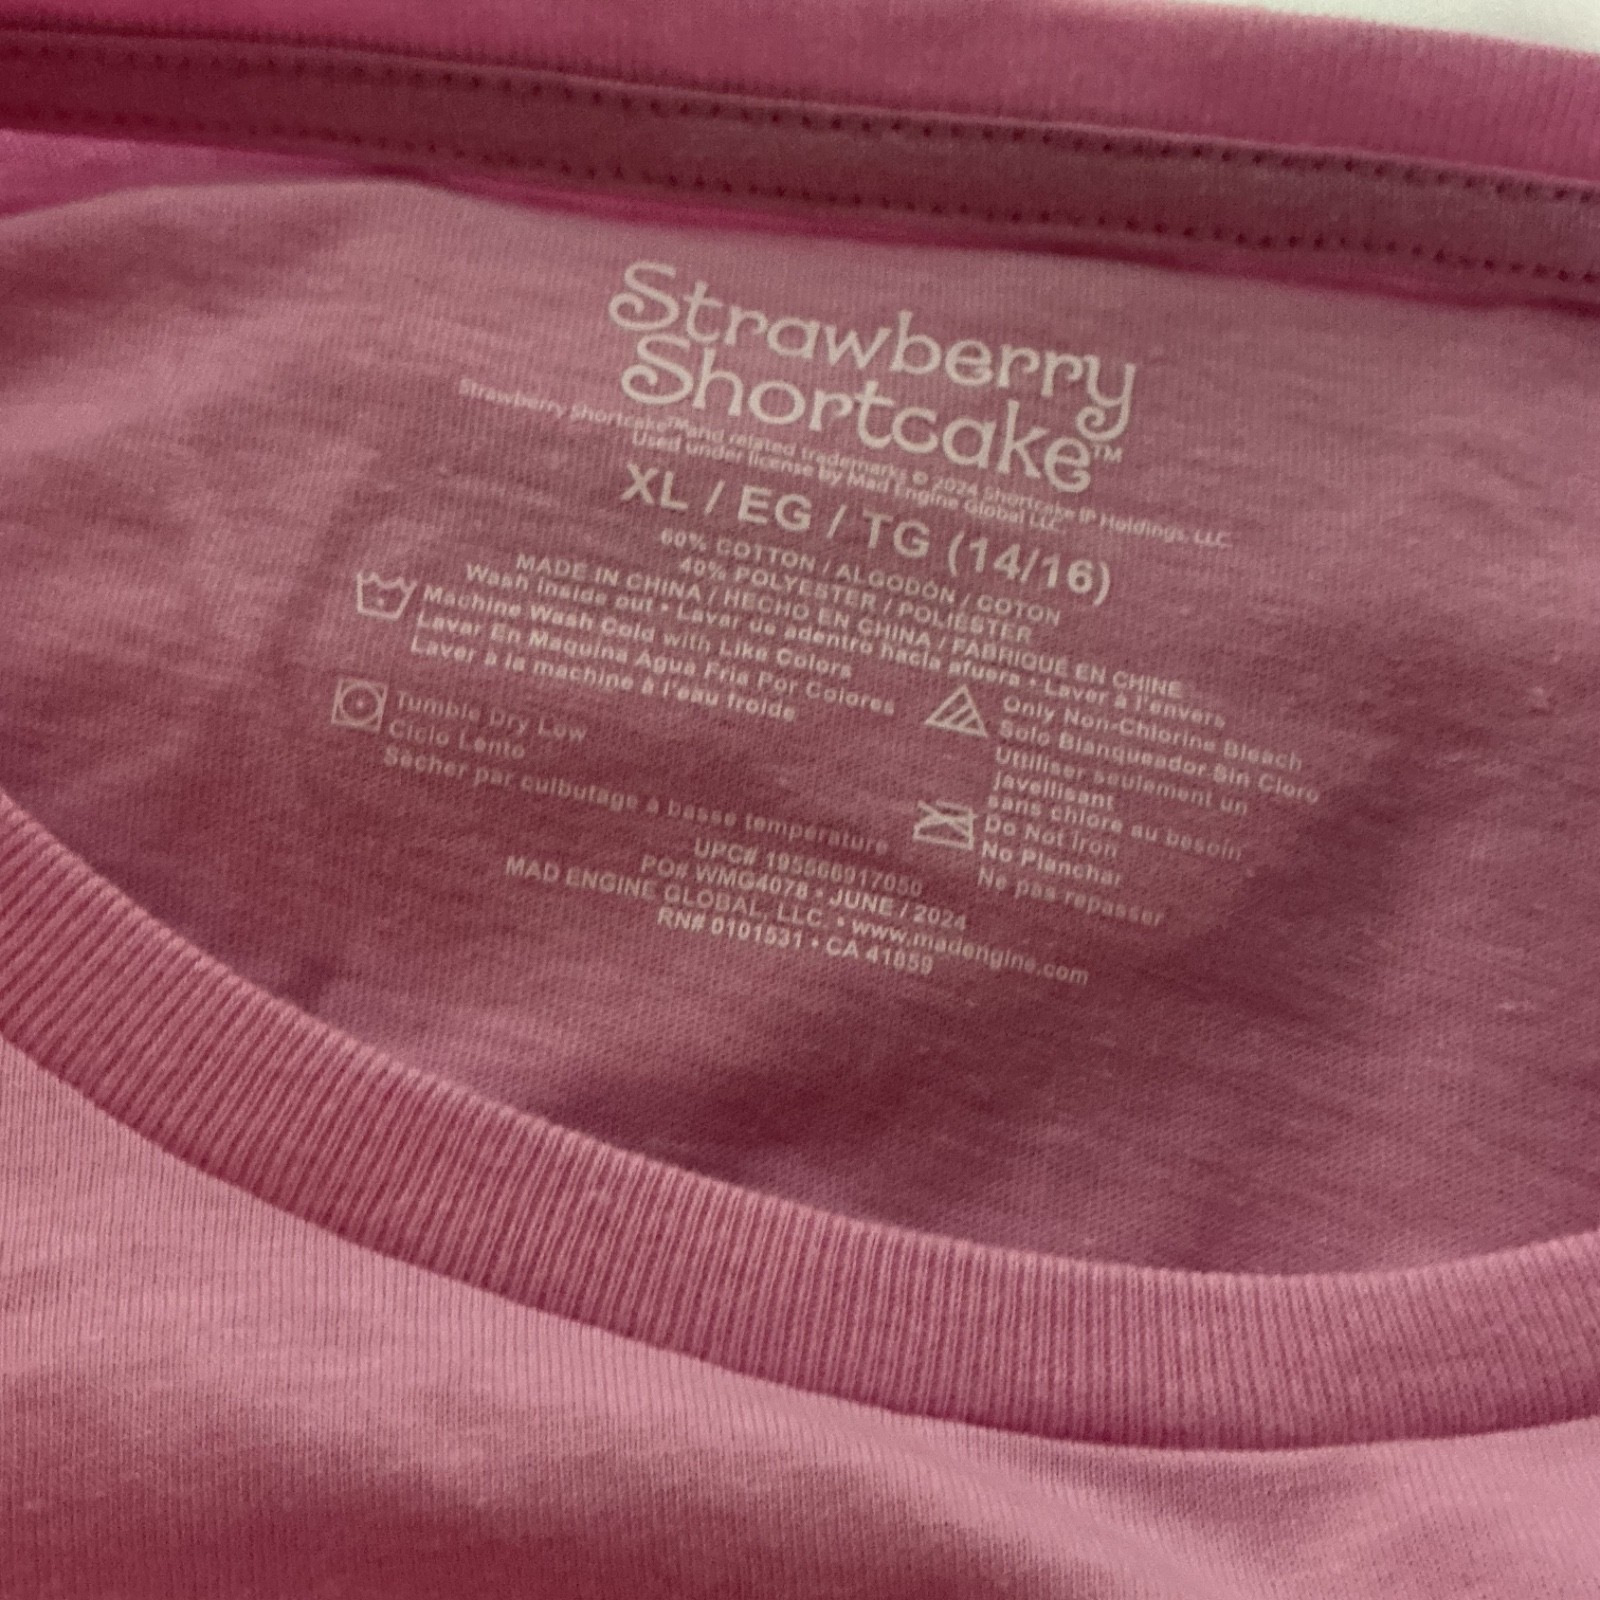 Strawberry
Shortcake™
Strawberry Shortcake™and related trademarks © 2024 Shortcake IP Holdings, LLC.
Used under license by Mad Engine Global LLC.
XL / EG / TG (14/16)
60% COTTON / ALGODÓN / COTON
40% POLYESTER / POLIÉSTER
MADE IN CHINA / HECHO EN CHINA / FABRIQUÉ EN CHINE
Wash inside out • Lavar de adentro hacia afuera • Laver à l'envers
Machine Wash Cold with Like Colors
Lavar En Maquina Agua Fria Por Colores
Laver à la machine à l'eau froide
Only Non-Chlorine Bleach
Solo Blanqueador Sin Cloro
Uttiliser seulement un
javellisant
sans chlore au besoin
Tumble Dry Low
Ciclo Lento
Sécher par culbutage à basse température
Do Not Iron
No Planchar
Ne pas repasser
UPC# 195566917050
PO# WMG4078 • JUNE / 2024
MAD ENGINE GLOBAL, LLC. • www.madengine.com
RN# 0101531 • CA 41859